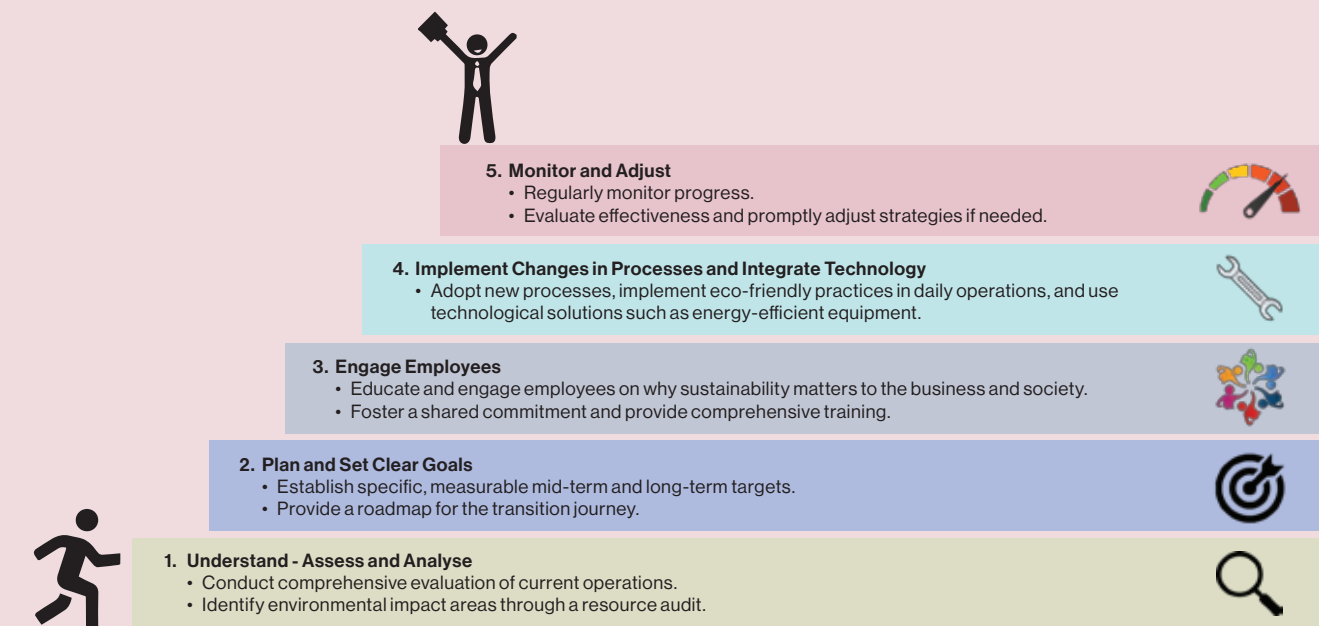 5. Monitor and Adjust
• Regularly monitor progress.
• Evaluate effectiveness and promptly adjust strategies if needed.
4. Implement Changes in Processes and Integrate Technology
• Adopt new processes, implement eco-friendly practices in daily operations, and use
technological solutions such as energy-efficient equipment.
3. Engage Employees
• Educate and engage employees on why sustainability matters to the business and society.
• Foster a shared commitment and provide comprehensive training.
2. Plan and Set Clear Goals
• Establish specific, measurable mid-term and long-term targets.
• Provide a roadmap for the transition journey.
1. Understand - Assess and Analyse
• Conduct comprehensive evaluation of current operations.
• Identify environmental impact areas through a resource audit.